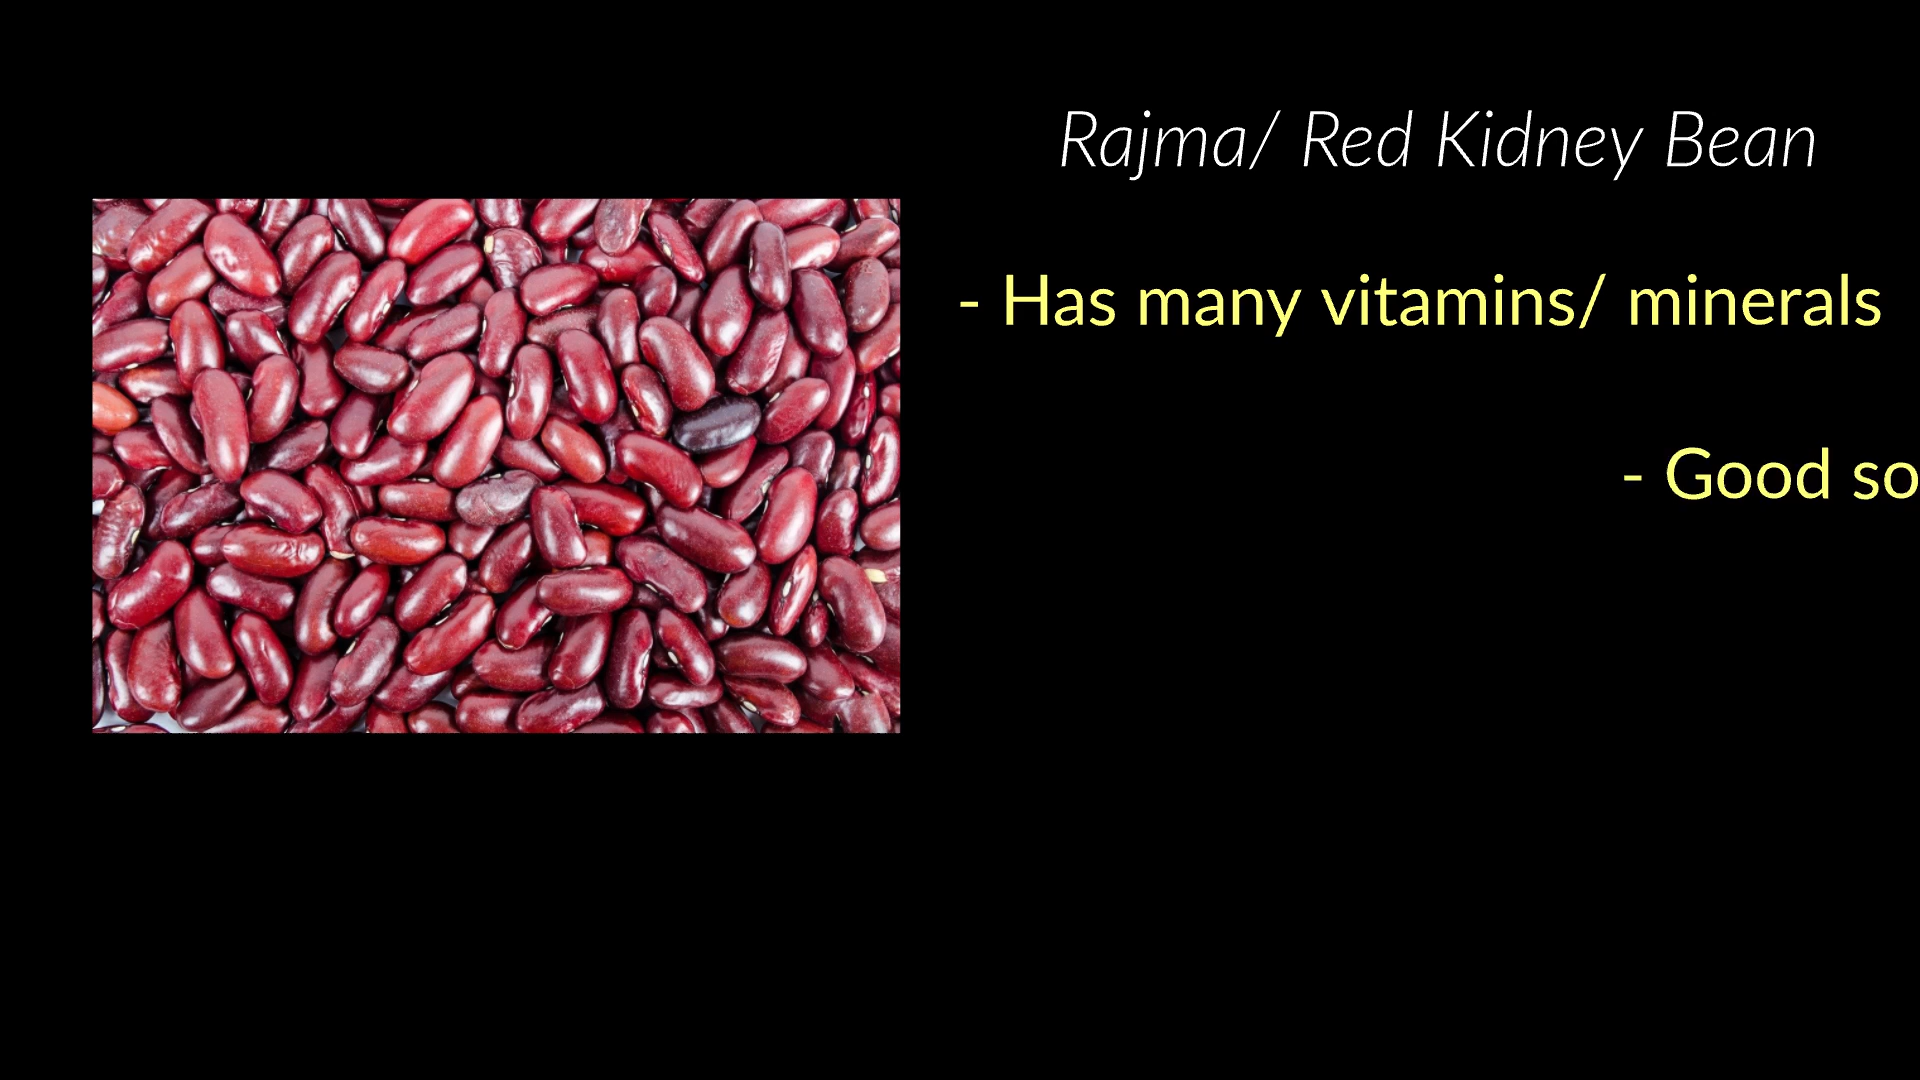 Rajma/ Red Kidney Bean
- Has many vitamins/ minerals
- Good so